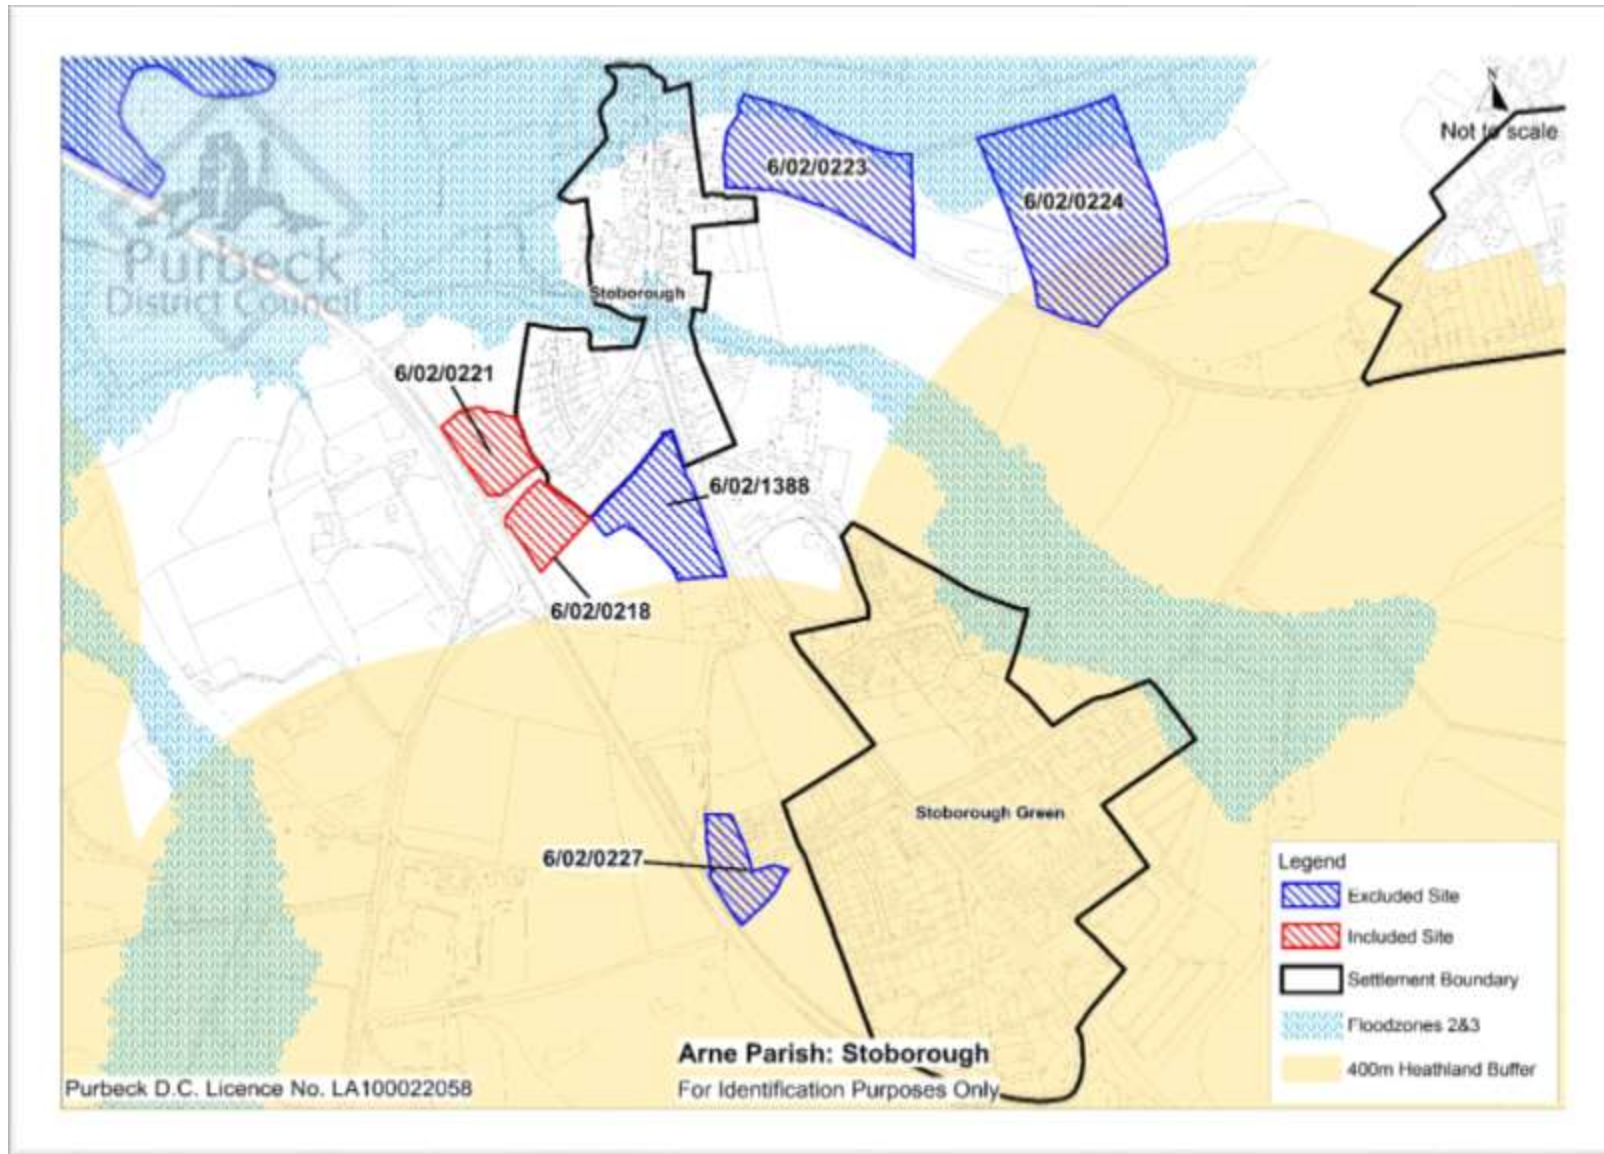 N
Not to scale
6/02/0223
6/02/0224
Purbeck
District Council
Stoborough
6/02/0221
6/02/1388
6/02/0218
Stoborough Green
6/02/0227
Legend
Excluded Site
Included Site
Settlement Boundary
Floodzones 2&3
400m Heathland Buffer
Arne Parish: Stoborough
For Identification Purposes Only
Purbeck D.C. Licence No. LA100022058